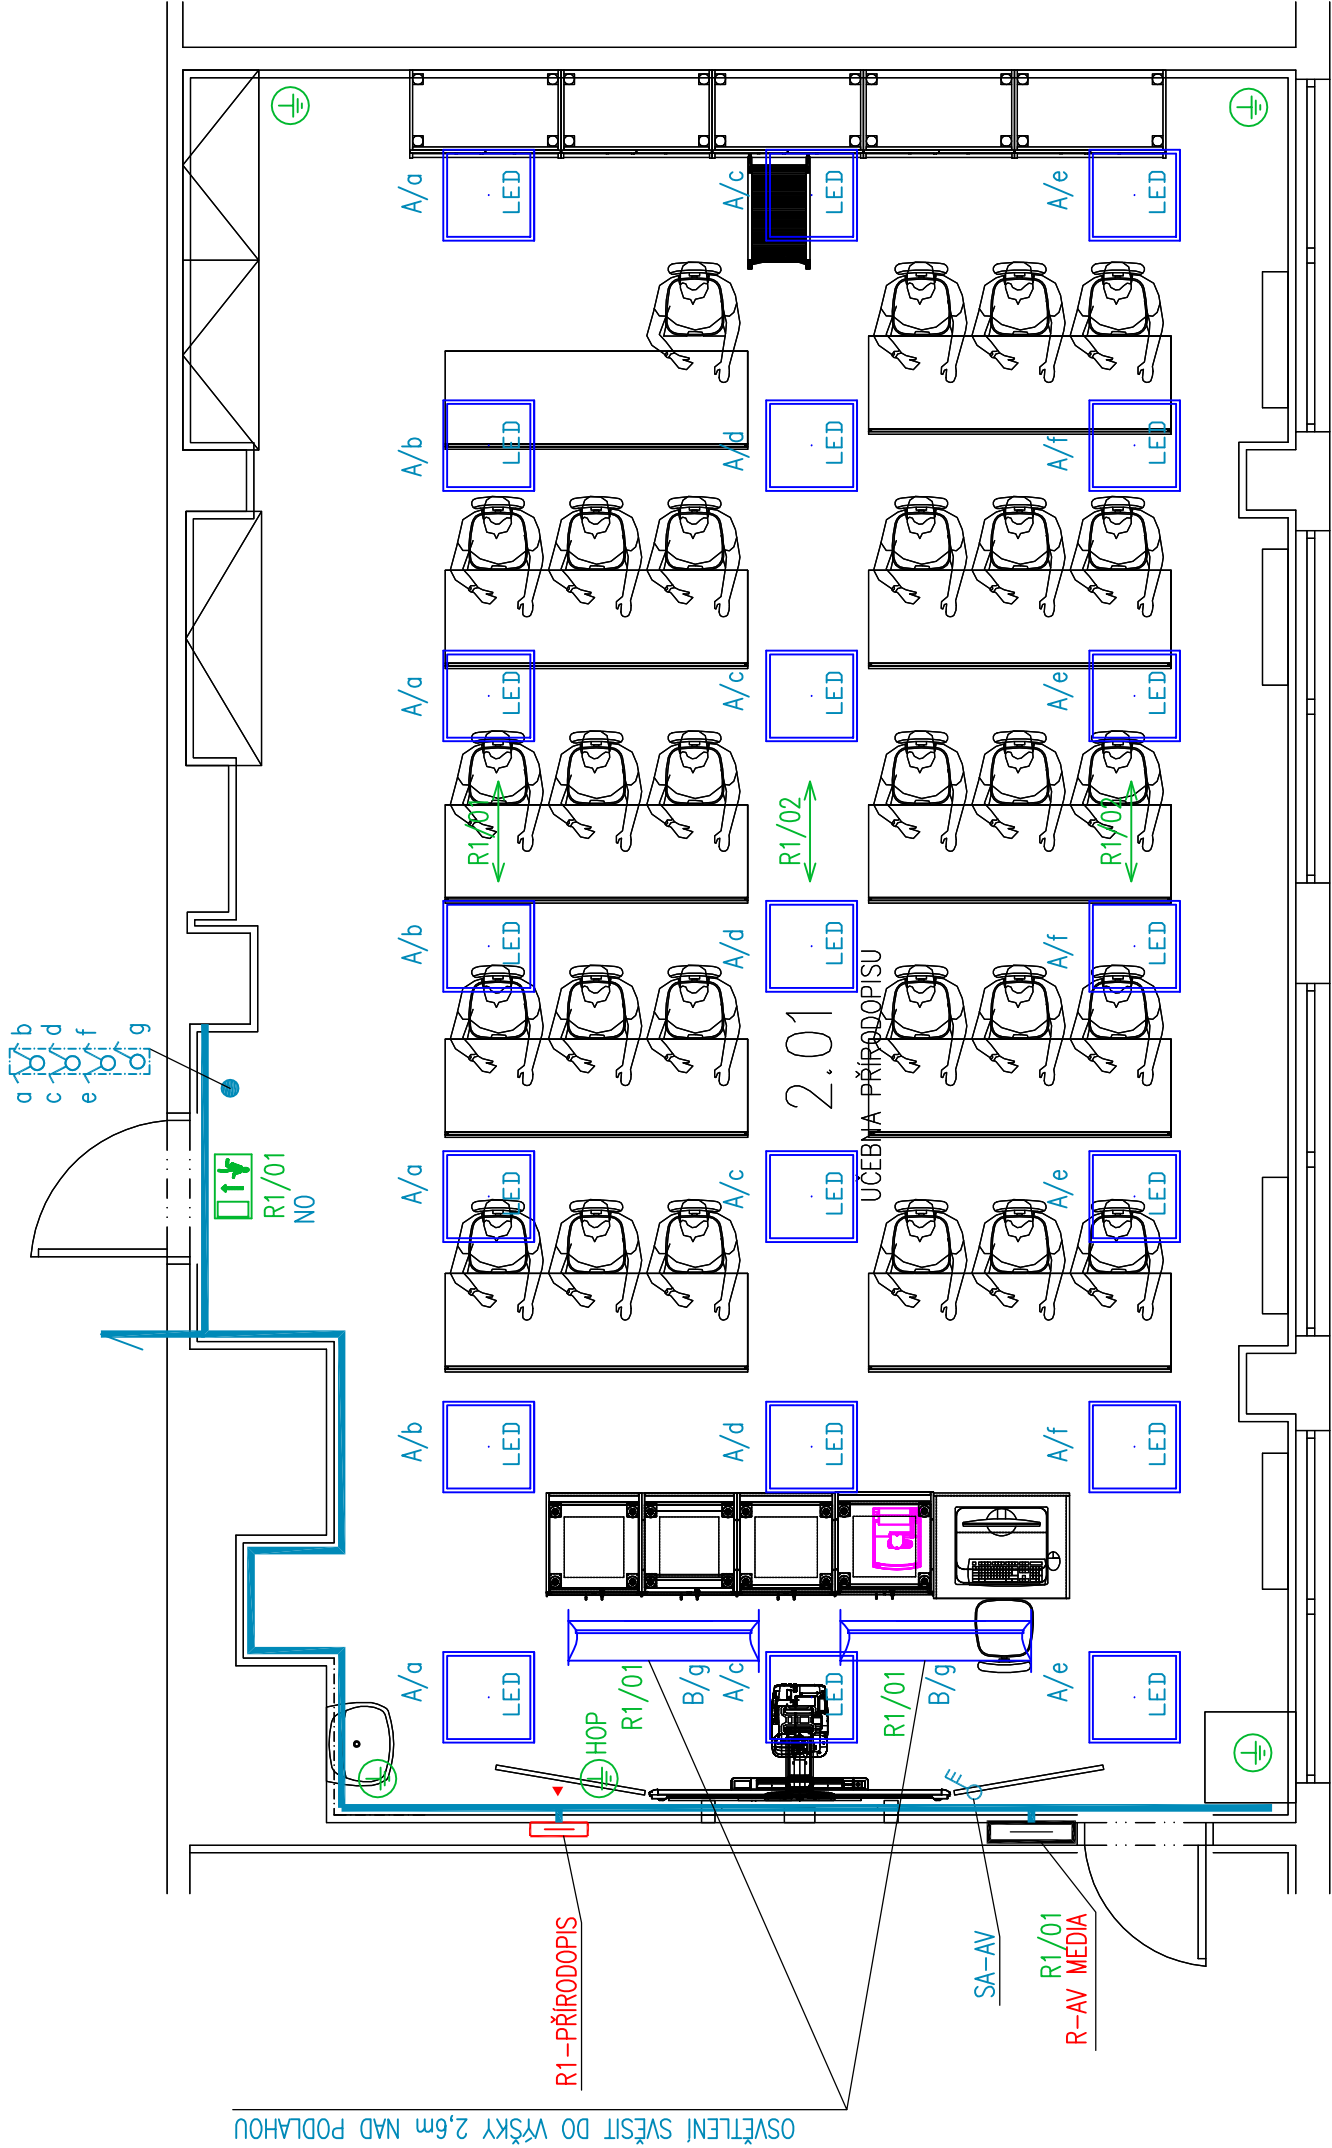 a b
c d
e f
g
R1/01
NO
A/a
LED
A/c
LED
A/e
LED
A/b
LED
A/d
LED
A/f
LED
A/a
LED
A/c
LED
A/e
LED
R1/01
R1/02
R1/02
A/b
LED
A/d
LED
A/f
LED
2.01
UČEBNA PŘÍRODOPISU
A/a
LED
A/c
LED
A/e
LED
A/b
LED
A/d
LED
A/f
LED
A/a
LED
R1/01
B/g
A/c
LED
R1/01
B/g
A/e
LED
HOP
F
R1-PŘÍRODOPIS
SA-AV
R1/01
R-AV MEDIA
OSVĚTLENÍ SVĚSIT DO VÝŠKY 2,6m NAD PODLAHOU